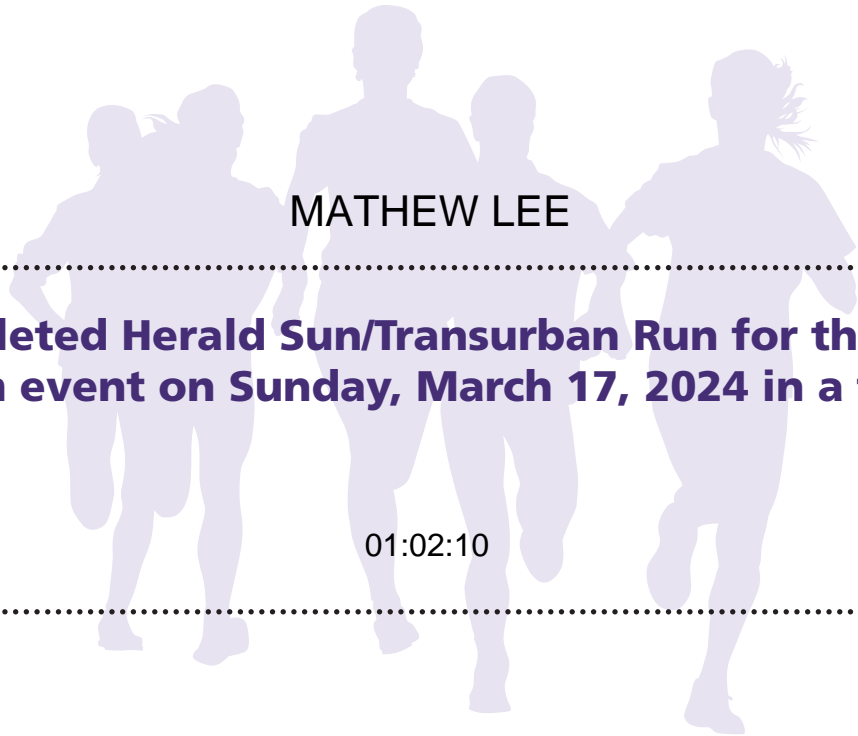 MATHEW LEE
leted Herald Sun/Transurban Run for th
event on Sunday, March 17, 2024 in a
01:02:10